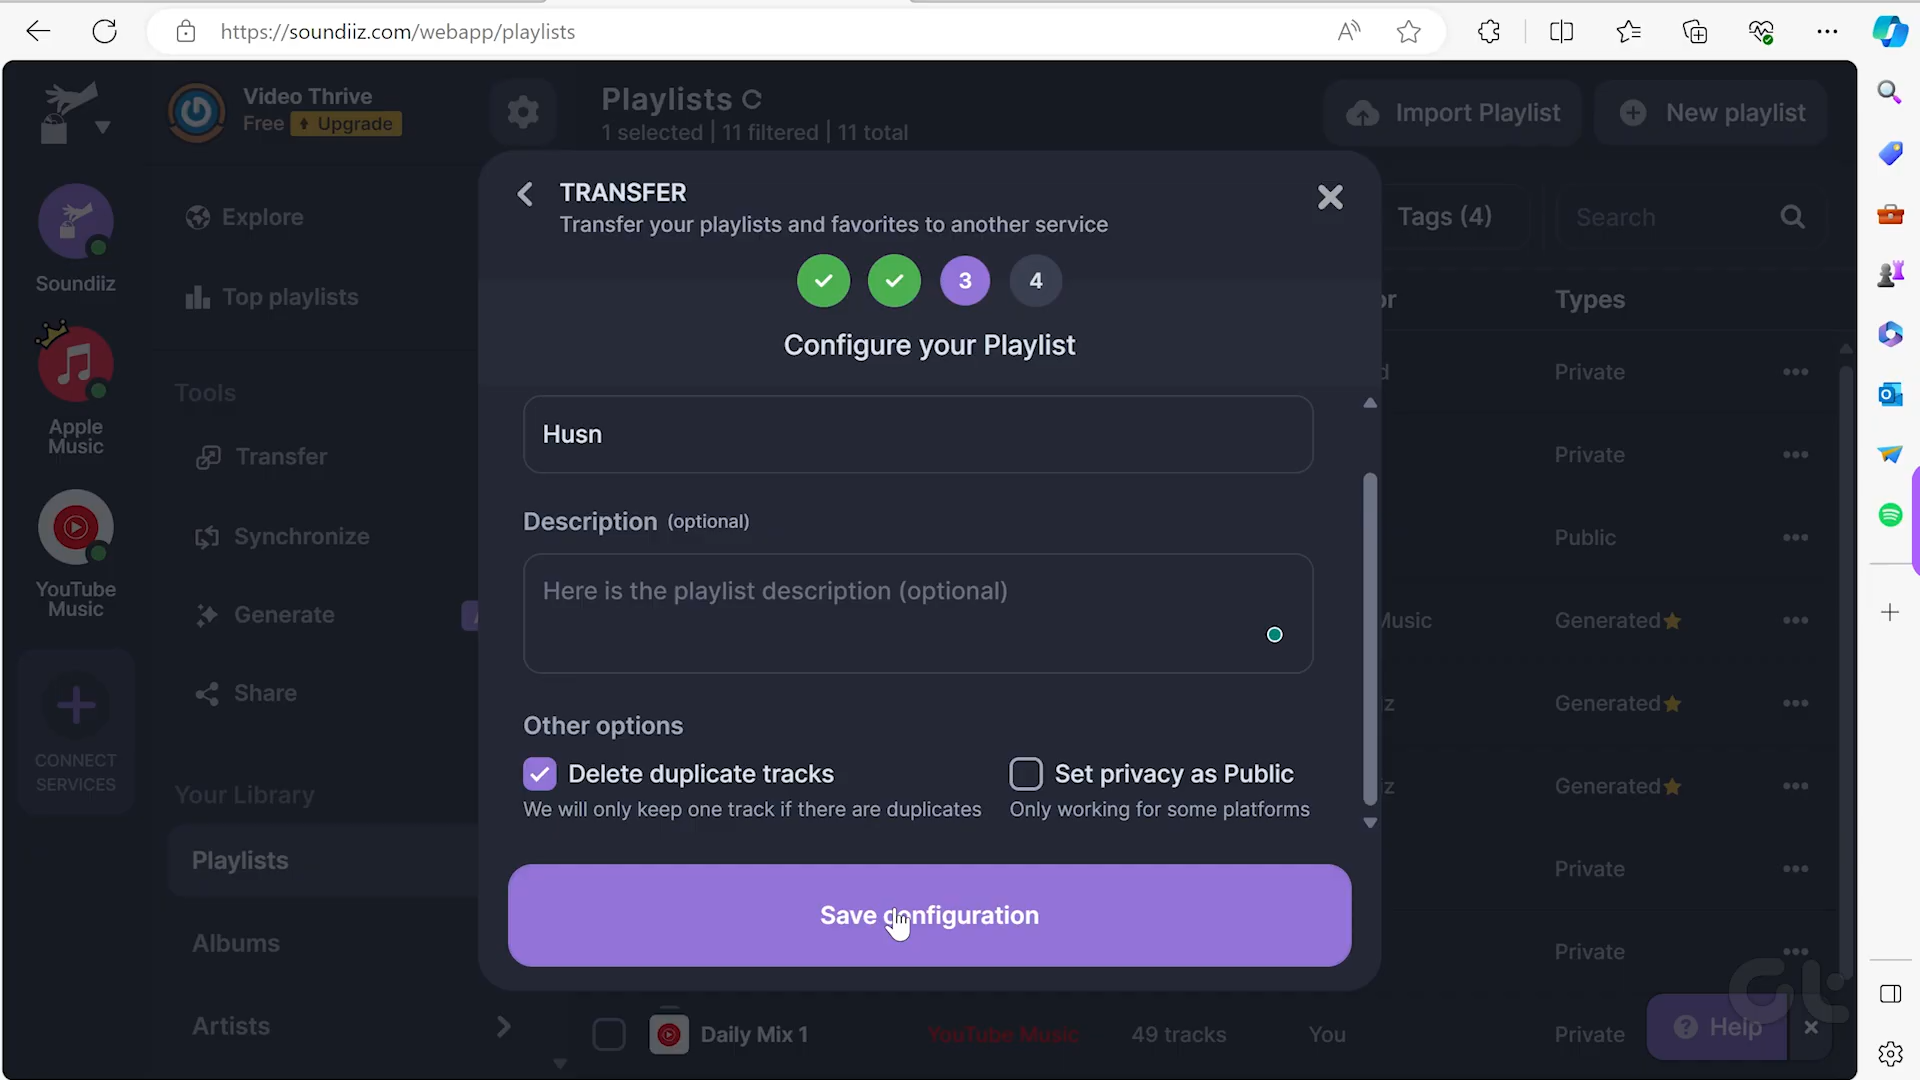 https://soundiiz.com/webapp/playlists
Video Thrive
Free
Upgrade
Playlists
1 selected | 11 filtered | 11 total
Import Playlist
New playlist
Soundiiz
Apple
Music
YouTube
Music
CONNECT
SERVICES
Explore
Top playlists
Tools
Transfer
Synchronize
Generate
Share
Your Library
Playlists
Albums
Artists
TRANSFER
Transfer your playlists and favorites to another service
3
4
Configure your Playlist
Husn
Description (optional)
Here is the playlist description (optional)
Other options
Delete duplicate tracks
We will only keep one track if there are duplicates
Set privacy as Public
Only working for some platforms
Save configuration
Tags (4)
Search
Types
Private
Private
Public
Music
Generated
Generated
Generated
Private
Private
Daily Mix 1
YouTube Music
49 tracks
You
Private
Help